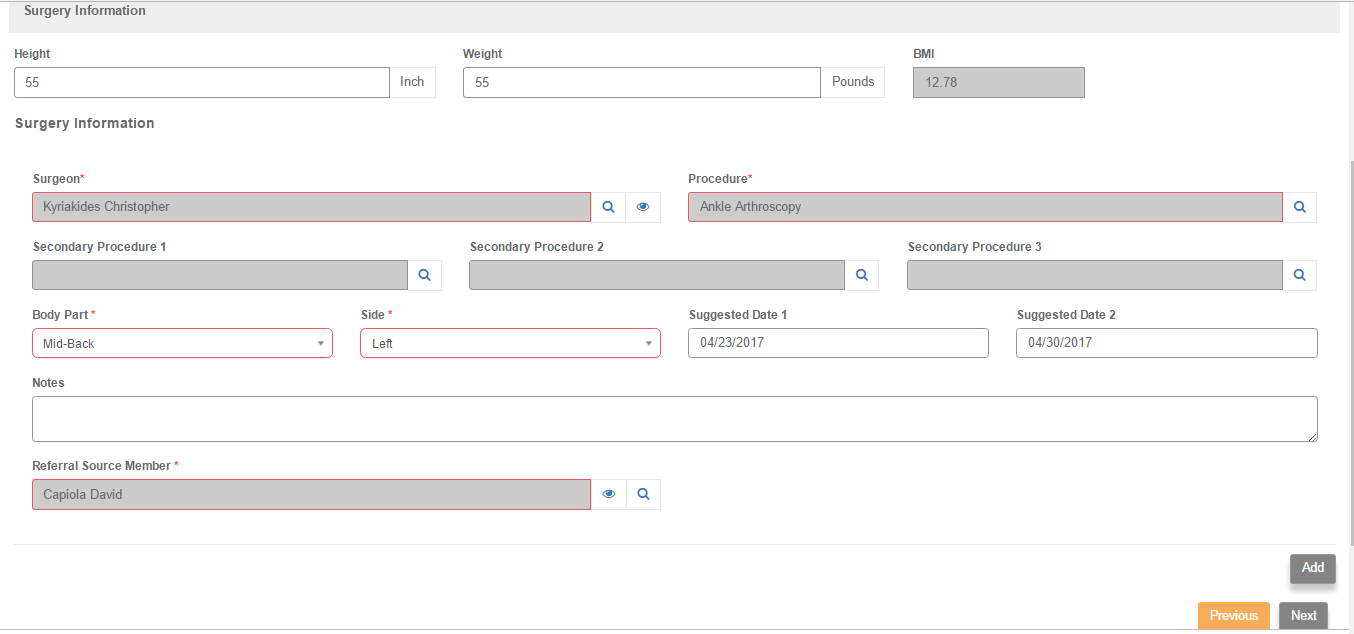 Surgery Information
Height Weight BMI
55 Inch 55 Pounds 12.78
Surgery Information
Surgeon* Procedure*
Kyriakides Christopher Ankle Arthroscopy
Secondary Procedure 1 Secondary Procedure 2 Secondary Procedure 3
Body Part * Side * Suggested Date 1 Suggested Date 2
Mid-Back Left 04/23/2017 04/30/2017
Notes
Referral Source Member *
Capiola David
Add
Previous Next